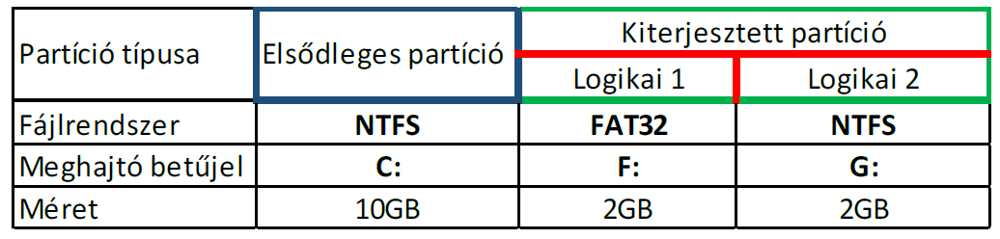 Partíció típusa Elsődleges partíció Kiterjesztett partíció
Logikai 1 Logikai 2
Fájlrendszer NTFS FAT32 NTFS
Meghajtó betűjel C: F: G:
Méret 10GB 2GB 2GB